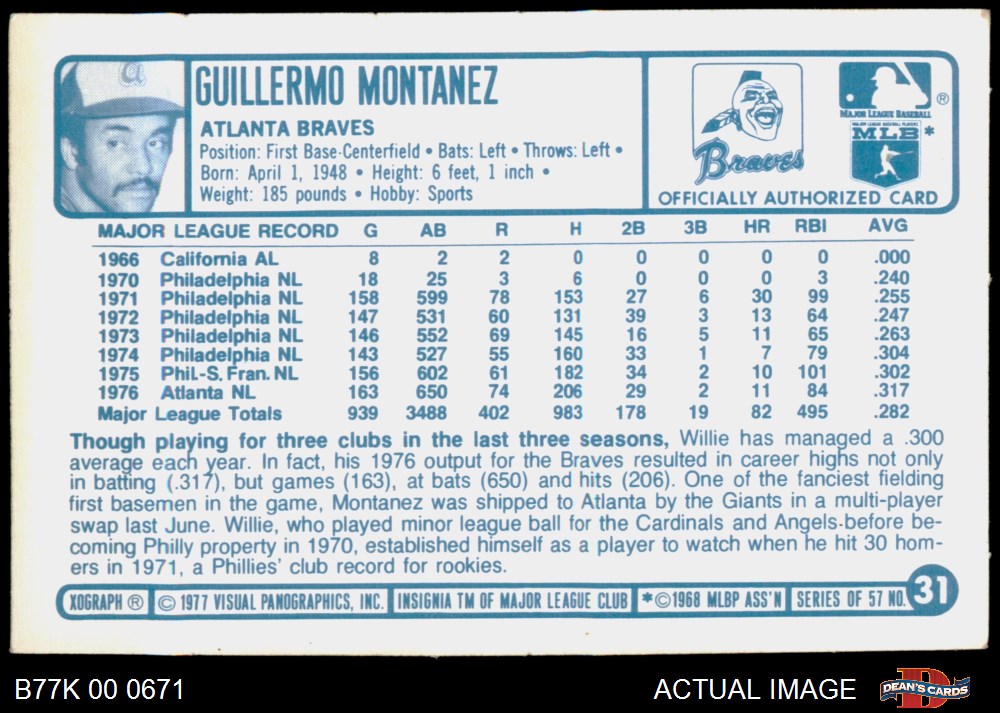 GUILLERMO MONTANEZ
ATLANTA BRAVES
Position: First Base-Centerfield • Bats: Left • Throws: Left •
Born: April 1, 1948 • Height: 6 feet, 1 inch •
Weight: 185 pounds • Hobby: Sports
a
Braves
MAJOR LEAGUE BASEBALL ®
MAJOR LEAGUE BASEBALL PLAYERS
MLB *
OFFICIALLY AUTHORIZED CARD
MAJOR LEAGUE RECORD G AB R H 2B 3B HR RBI AVG
1966 California AL 8 2 2 0 0 0 0 0 .000
1970 Philadelphia NL 18 25 3 6 0 0 0 3 .240
1971 Philadelphia NL 158 599 78 153 27 6 30 99 .255
1972 Philadelphia NL 147 531 60 131 39 3 13 64 .247
1973 Philadelphia NL 146 552 69 145 16 5 11 65 .263
1974 Philadelphia NL 143 527 55 160 33 1 7 79 .304
1975 Phil.-S. Fran. NL 156 602 61 182 34 2 10 101 .302
1976 Atlanta NL 163 650 74 206 29 2 11 84 .317
Major League Totals 939 3488 402 983 178 19 82 495 .282
Though playing for three clubs in the last three seasons, Willie has managed a .300
average each year. In fact, his 1976 output for the Braves resulted in career highs not only
in batting (.317), but games (163), at bats (650) and hits (206). One of the fanciest fielding
first basemen in the game, Montanez was shipped to Atlanta by the Giants in a multi-player
swap last June. Willie, who played minor league ball for the Cardinals and Angels-before be-
coming Philly property in 1970, established himself as a player to watch when he hit 30 hom-
ers in 1971, a Phillies' club record for rookies.
XOGRAPH ® © 1977 VISUAL PANOGRAPHICS, INC. INSIGNIA TM OF MAJOR LEAGUE CLUB *©1968 MLBP ASS'N SERIES OF 57 NO. 31
B77K 00 0671 ACTUAL IMAGE D DEAN'S CARDS